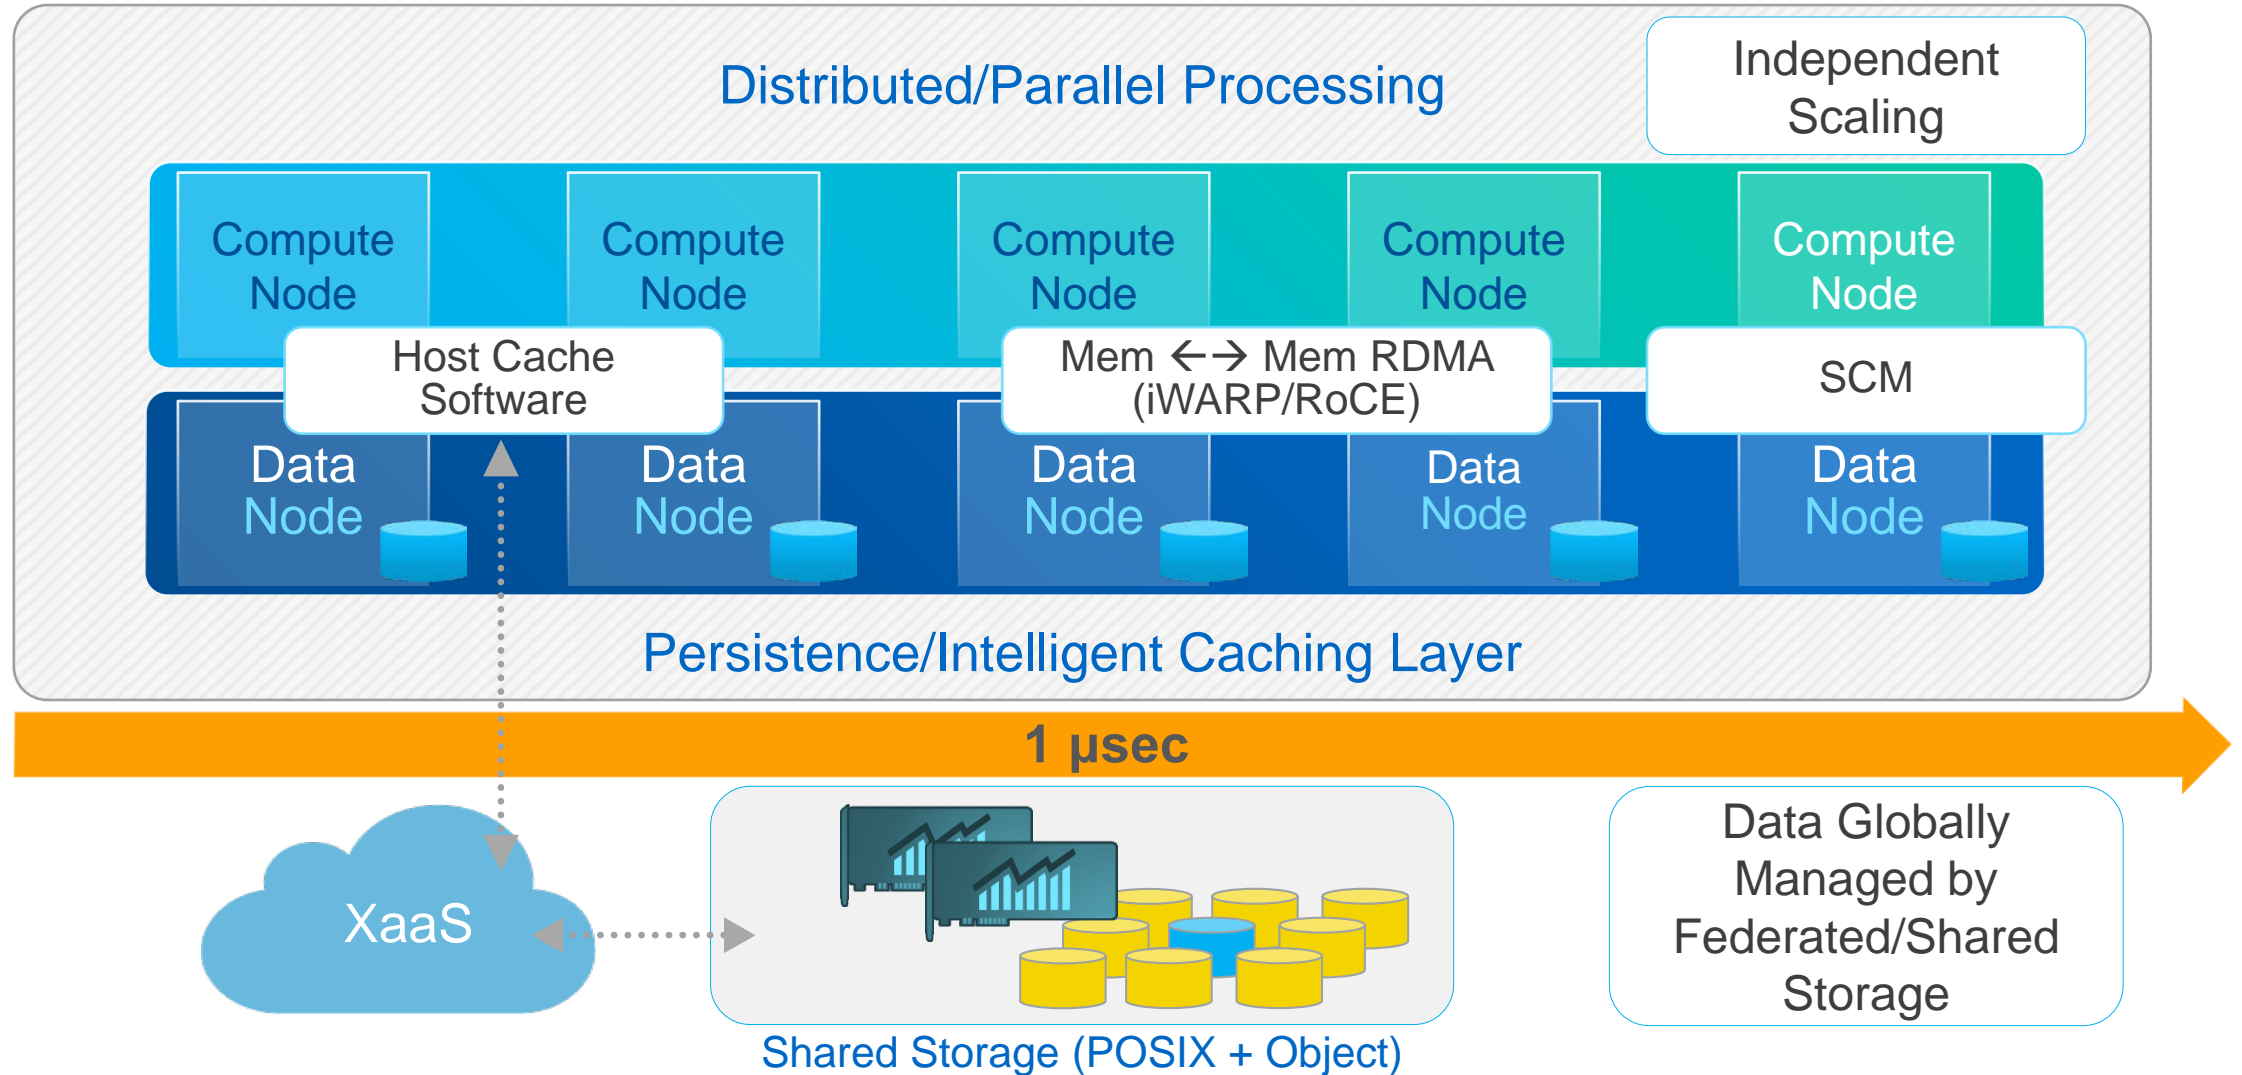 Distributed/Parallel Processing
Independent
Scaling
Compute
Node
Compute
Node
Compute
Node
Compute
Node
Compute
Node
Host Cache
Software
Mem ←→ Mem RDMA
(iWARP/RoCE)
SCM
Data
Node
Data
Node
Data
Node
Data
Node
Data
Node
Persistence/Intelligent Caching Layer
1 µsec
XaaS
Data Globally
Managed by
Federated/Shared
Storage
Shared Storage (POSIX + Object)